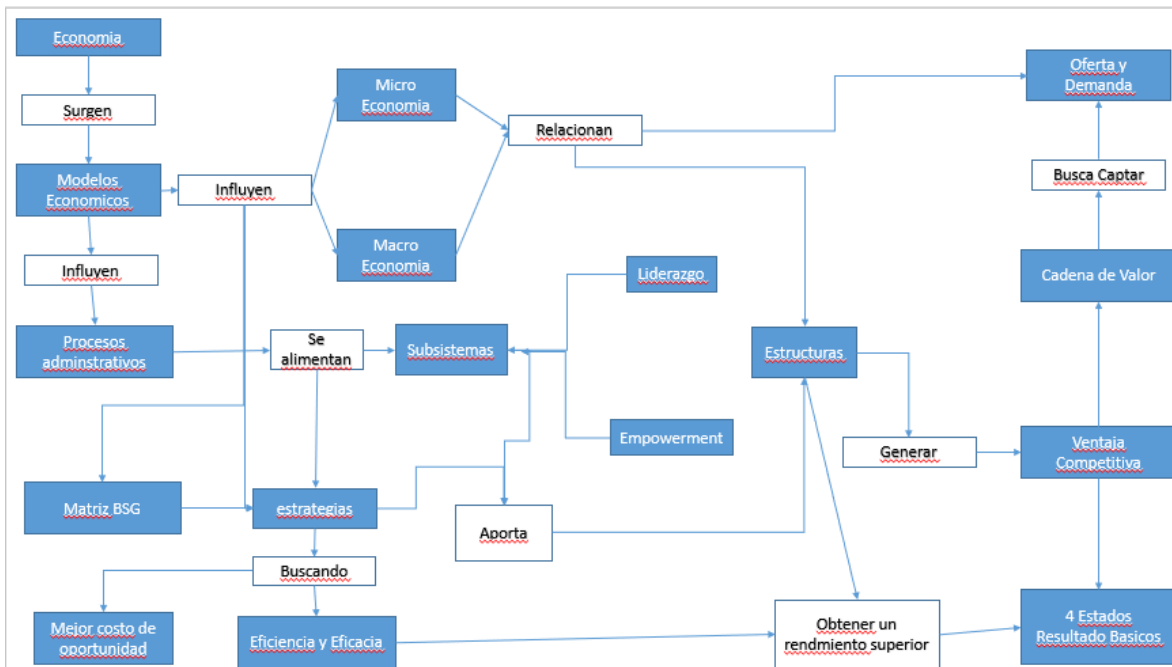 Economia
Surgen
Modelos
Economicos
Influyen
Influyen
Procesos
adminstrativos
Micro
Economia
Macro
Economia
Relacionan
Oferta y
Demanda
Busca Captar
Cadena de Valor
Liderazgo
Se
alimentan
Subsistemas
Estructuras
Empowerment
Generar
Ventaja
Competitiva
Matriz BSG
estrategias
Aporta
Buscando
Mejor costo de
oportunidad
Eficiencia y Eficacia
Obtener un
rendimiento superior
4 Estados
Resultado Basicos